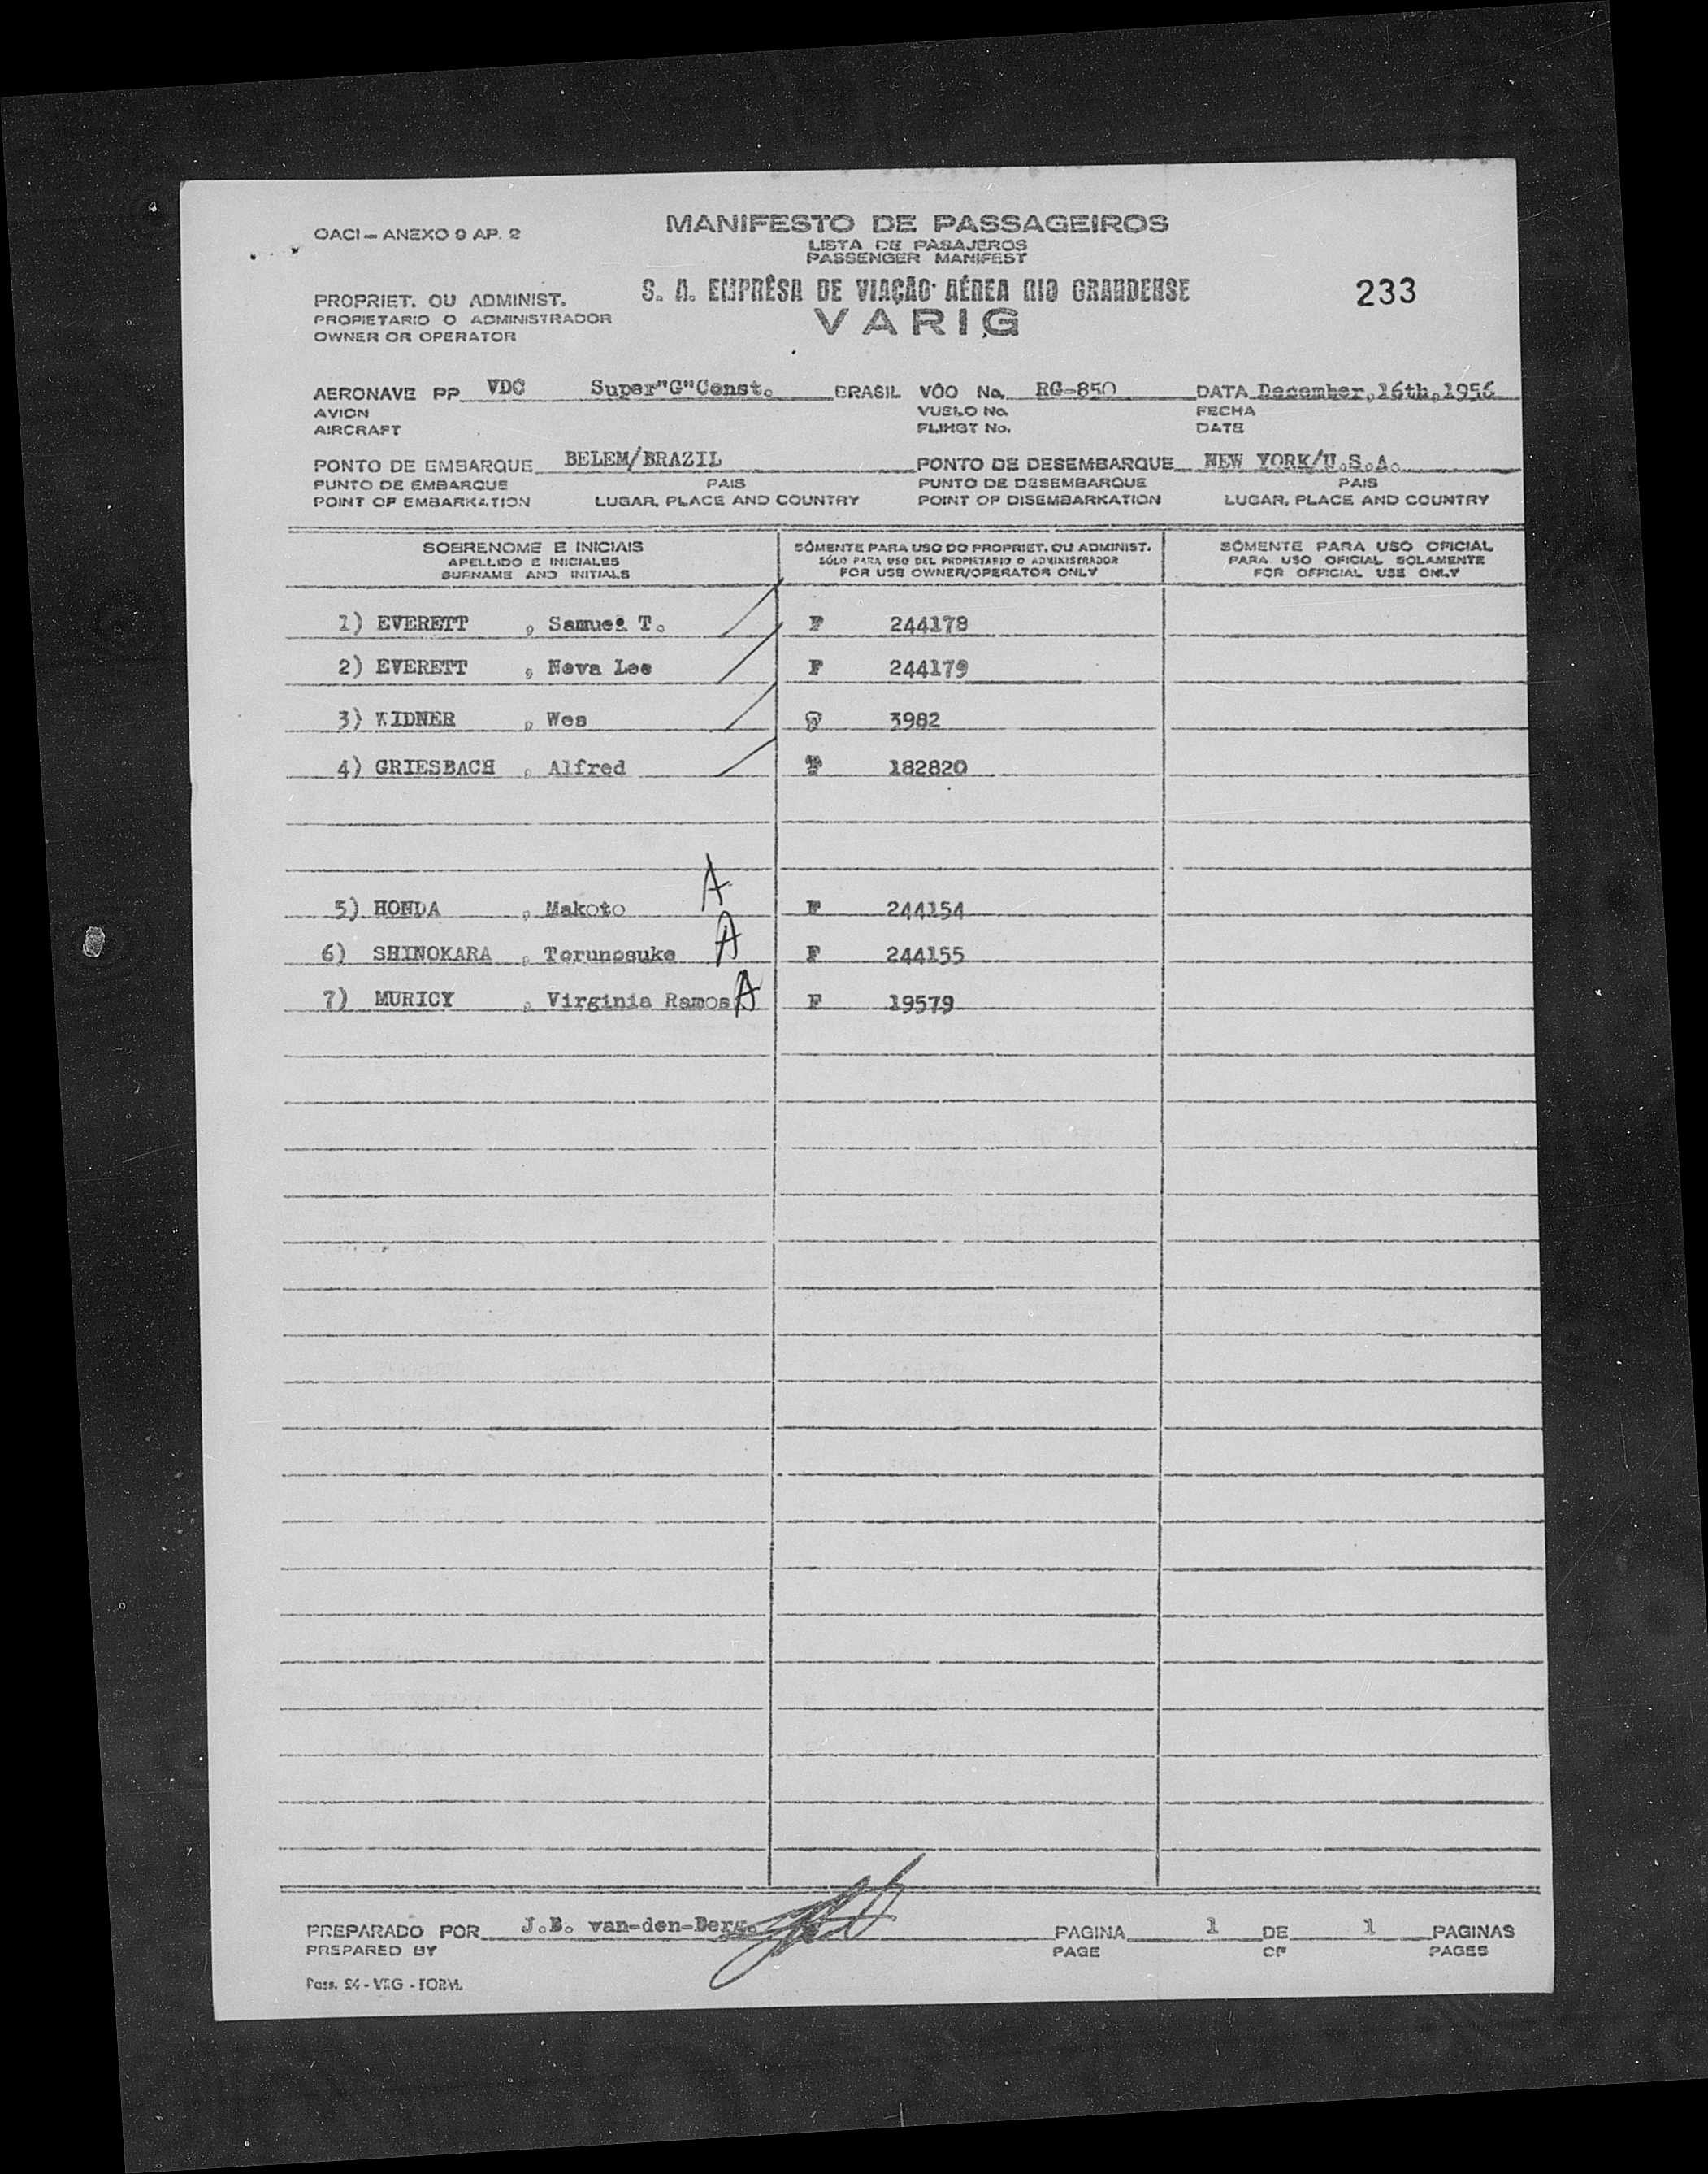 OACI — ANEXO 9 AP. 2
MANIFESTO DE PASSAGEIROS
LISTA DE PASAJEROS
PASSENGER MANIFEST
PROPRIET. OU ADMINIST.
PROPIETARIO O ADMINISTRADOR
OWNER OR OPERATOR
S. A. EMPRÊSA DE VIAÇÃO AÉREA RIO GRANDENSE
VARIG
233
AERONAVE PP VDC Super"G"Const. BRASIL VÔO No. RG-850 DATA December,16th,1956
AVION VUELO No. FECHA
AIRCRAFT FLIHGT No. DATE
PONTO DE EMBARQUE BELEM/BRAZIL PONTO DE DESEMBARQUE NEW YORK/U.S.A.
PUNTO DE EMBARQUE PAIS PUNTO DE DESEMBARQUE PAIS
POINT OF EMBARKATION LUGAR, PLACE AND COUNTRY POINT OF DISEMBARKATION LUGAR, PLACE AND COUNTRY
SOBRENOME E INICIAIS SÓMENTE PARA USO DO PROPRIET. OU ADMINIST. SÓMENTE PARA USO OFICIAL
APELLIDO E INICIALES SÓLO PARA USO DEL PROPIETARIO O ADMINISTRADOR PARA USO OFICIAL SOLAMENTE
SURNAME AND INITIALS FOR USE OWNER/OPERATOR ONLY FOR OFFICIAL USE ONLY
1) EVERETT , Samuel T. F 244178
2) EVERETT , Neva Lee F 244179
3) WIDNER , Wes 3982
4) GRIESBACH , Alfred 182820
5) HONDA , Makoto A F 244154
6) SHINOKARA , Torunosuke A F 244155
7) MURICY , Virginia Ramos A F 19579
PREPARADO POR J.B. van-den-Berg. PAGINA 1 DE 1 PAGINAS
PREPARED BY PAGE OF PAGES
Pass. 24 - VRG - FORM.